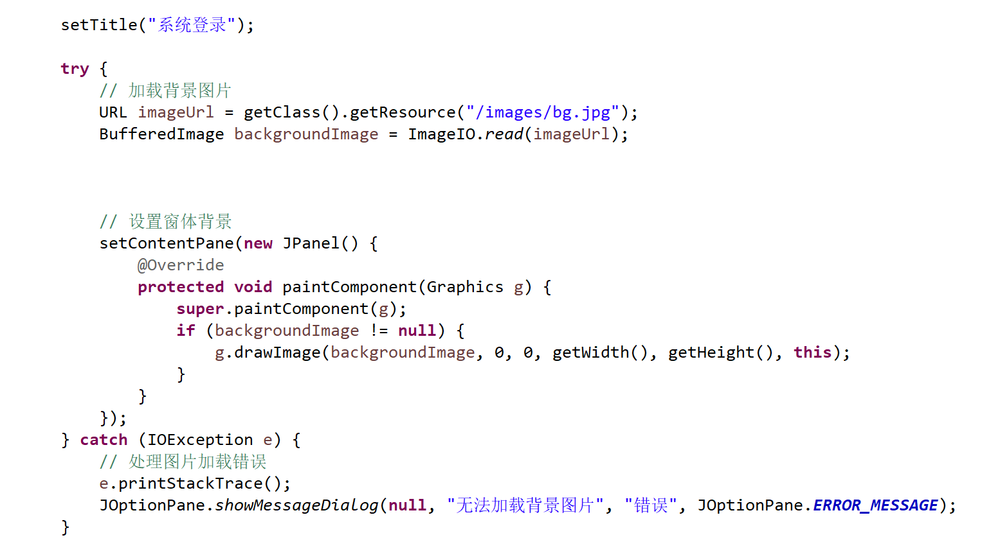 setTitle("系统登录");
try {
// 加载背景图片
URL imageUrl = getClass().getResource("/images/bg.jpg");
BufferedImage backgroundImage = ImageIO.read(imageUrl);
// 设置窗体背景
setContentPane(new JPanel() {
@Override
protected void paintComponent(Graphics g) {
super.paintComponent(g);
if (backgroundImage != null) {
g.drawImage(backgroundImage, 0, 0, getWidth(), getHeight(), this);
}
}
});
} catch (IOException e) {
// 处理图片加载错误
e.printStackTrace();
JOptionPane.showMessageDialog(null, "无法加载背景图片", "错误", JOptionPane.ERROR_MESSAGE);
}